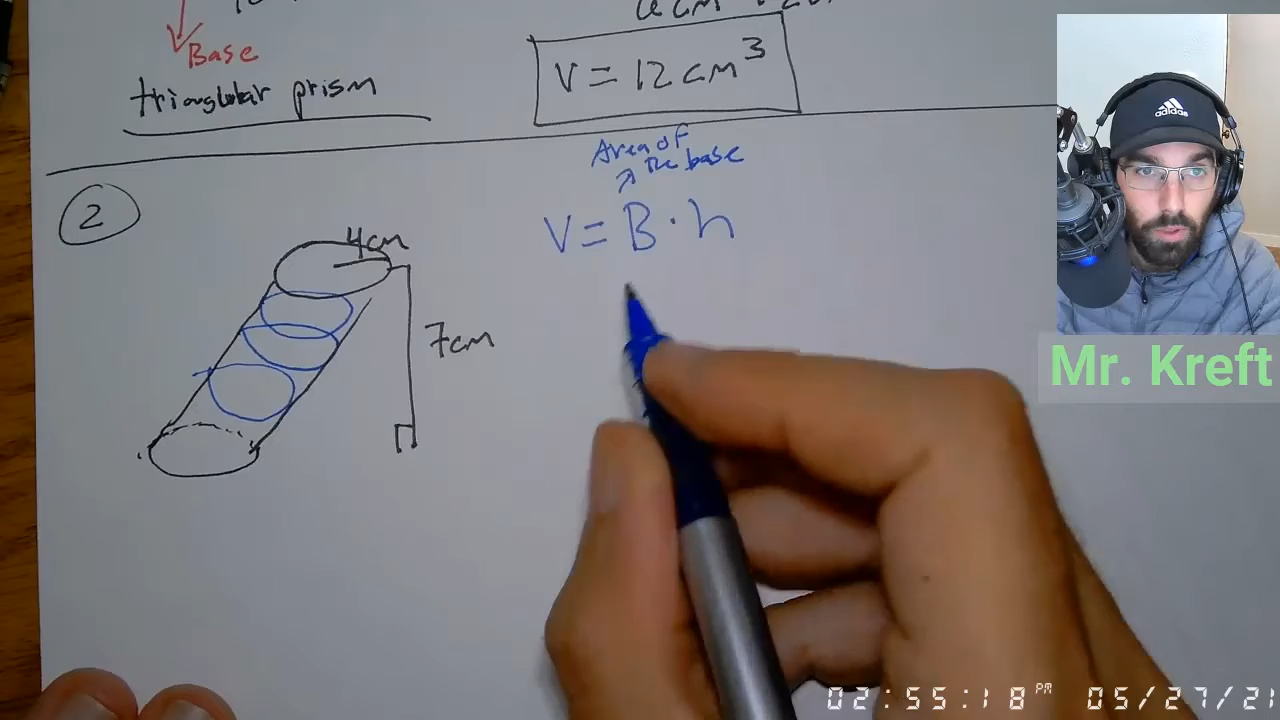 Base
trianglular prism
V = 12 cm³
Area of
the base
2
V = B · h
4cm
7cm
adidas
Mr. Kreft
02:55:18 PM 05/27/21